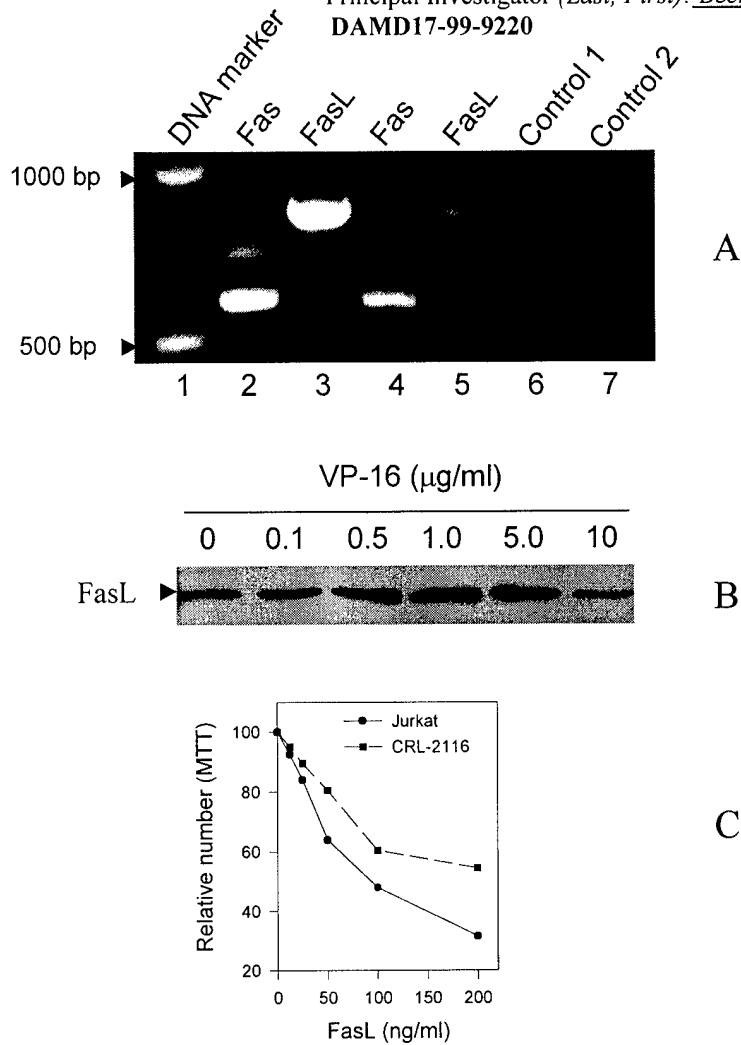 Principal Investigator (Last, First):
DAMD17-99-9220
DNA marker Fas FasL Fas FasL Control 1 Control 2
1000 bp
A
500 bp
1 2 3 4 5 6 7
VP-16 (μg/ml)
0 0.1 0.5 1.0 5.0 10
FasL
B
Jurkat
CRL-2116
Relative number (MTT)
100
80
60
40
20
0 50 100 150 200
FasL (ng/ml)
C